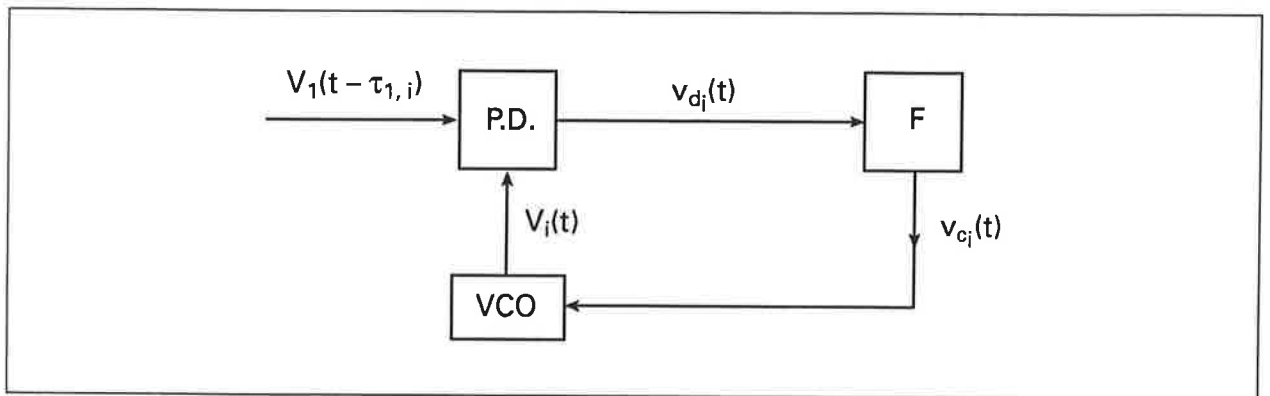 V₁(t − τ₁, ᵢ)
P.D.
v_dᵢ(t)
F
Vᵢ(t)
v_cᵢ(t)
VCO